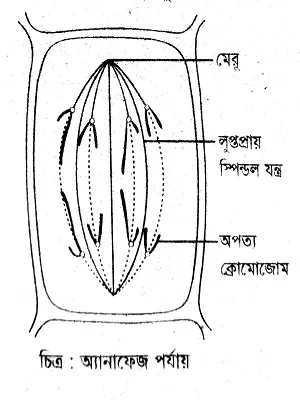 মেরু
লুপ্তপ্রায়
স্পিন্ডল যন্ত্র
অপত্য
ক্রোমোজোম
চিত্র : অ্যানাফেজ পর্যায়